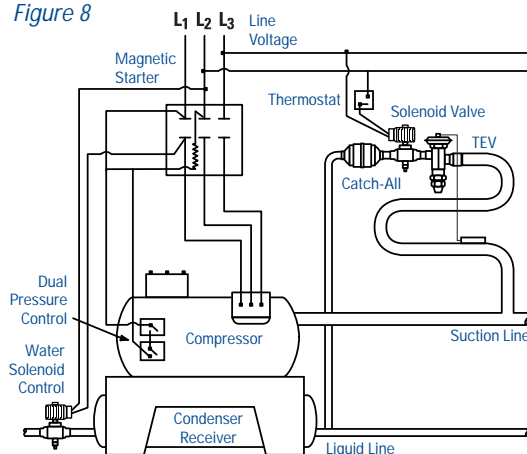 Figure 8
L1 L2 L3
Line
Voltage
Magnetic
Starter
Thermostat
Solenoid Valve
TEV
Catch-All
Dual
Pressure
Control
Compressor
Suction Line
Water
Solenoid
Control
Condenser
Receiver
Liquid Line